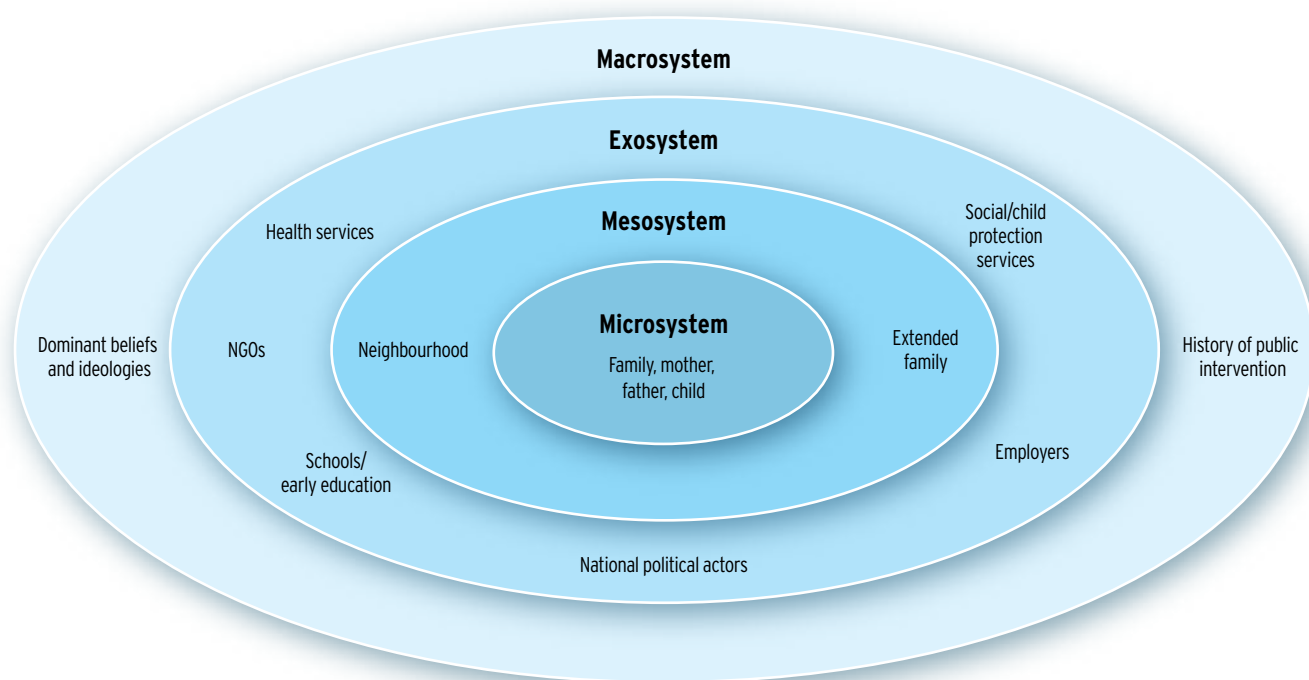 Macrosystem
Exosystem
Mesosystem
Health services
Social/child
protection
services
Microsystem
Family, mother,
father, child
Dominant beliefs
and ideologies
NGOs
Neighbourhood
Extended
family
History of public
intervention
Schools/
early education
Employers
National political actors